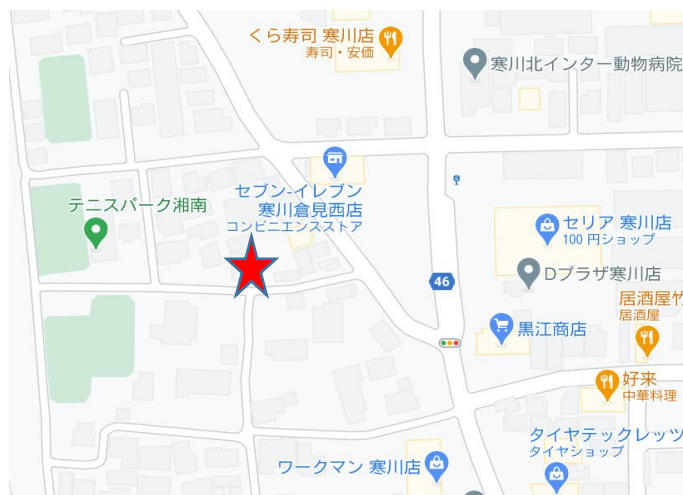 くら寿司 寒川店
寿司・安価
寒川北インター動物病院
セブン-イレブン
寒川倉見西店
コンビニエンスストア
テニスパーク湘南
セリア 寒川店
100 円ショップ
46
Dプラザ寒川店
居酒屋竹
居酒屋
黒江商店
好来
中華料理
タイヤテックレッツ
タイヤショップ
ワークマン 寒川店